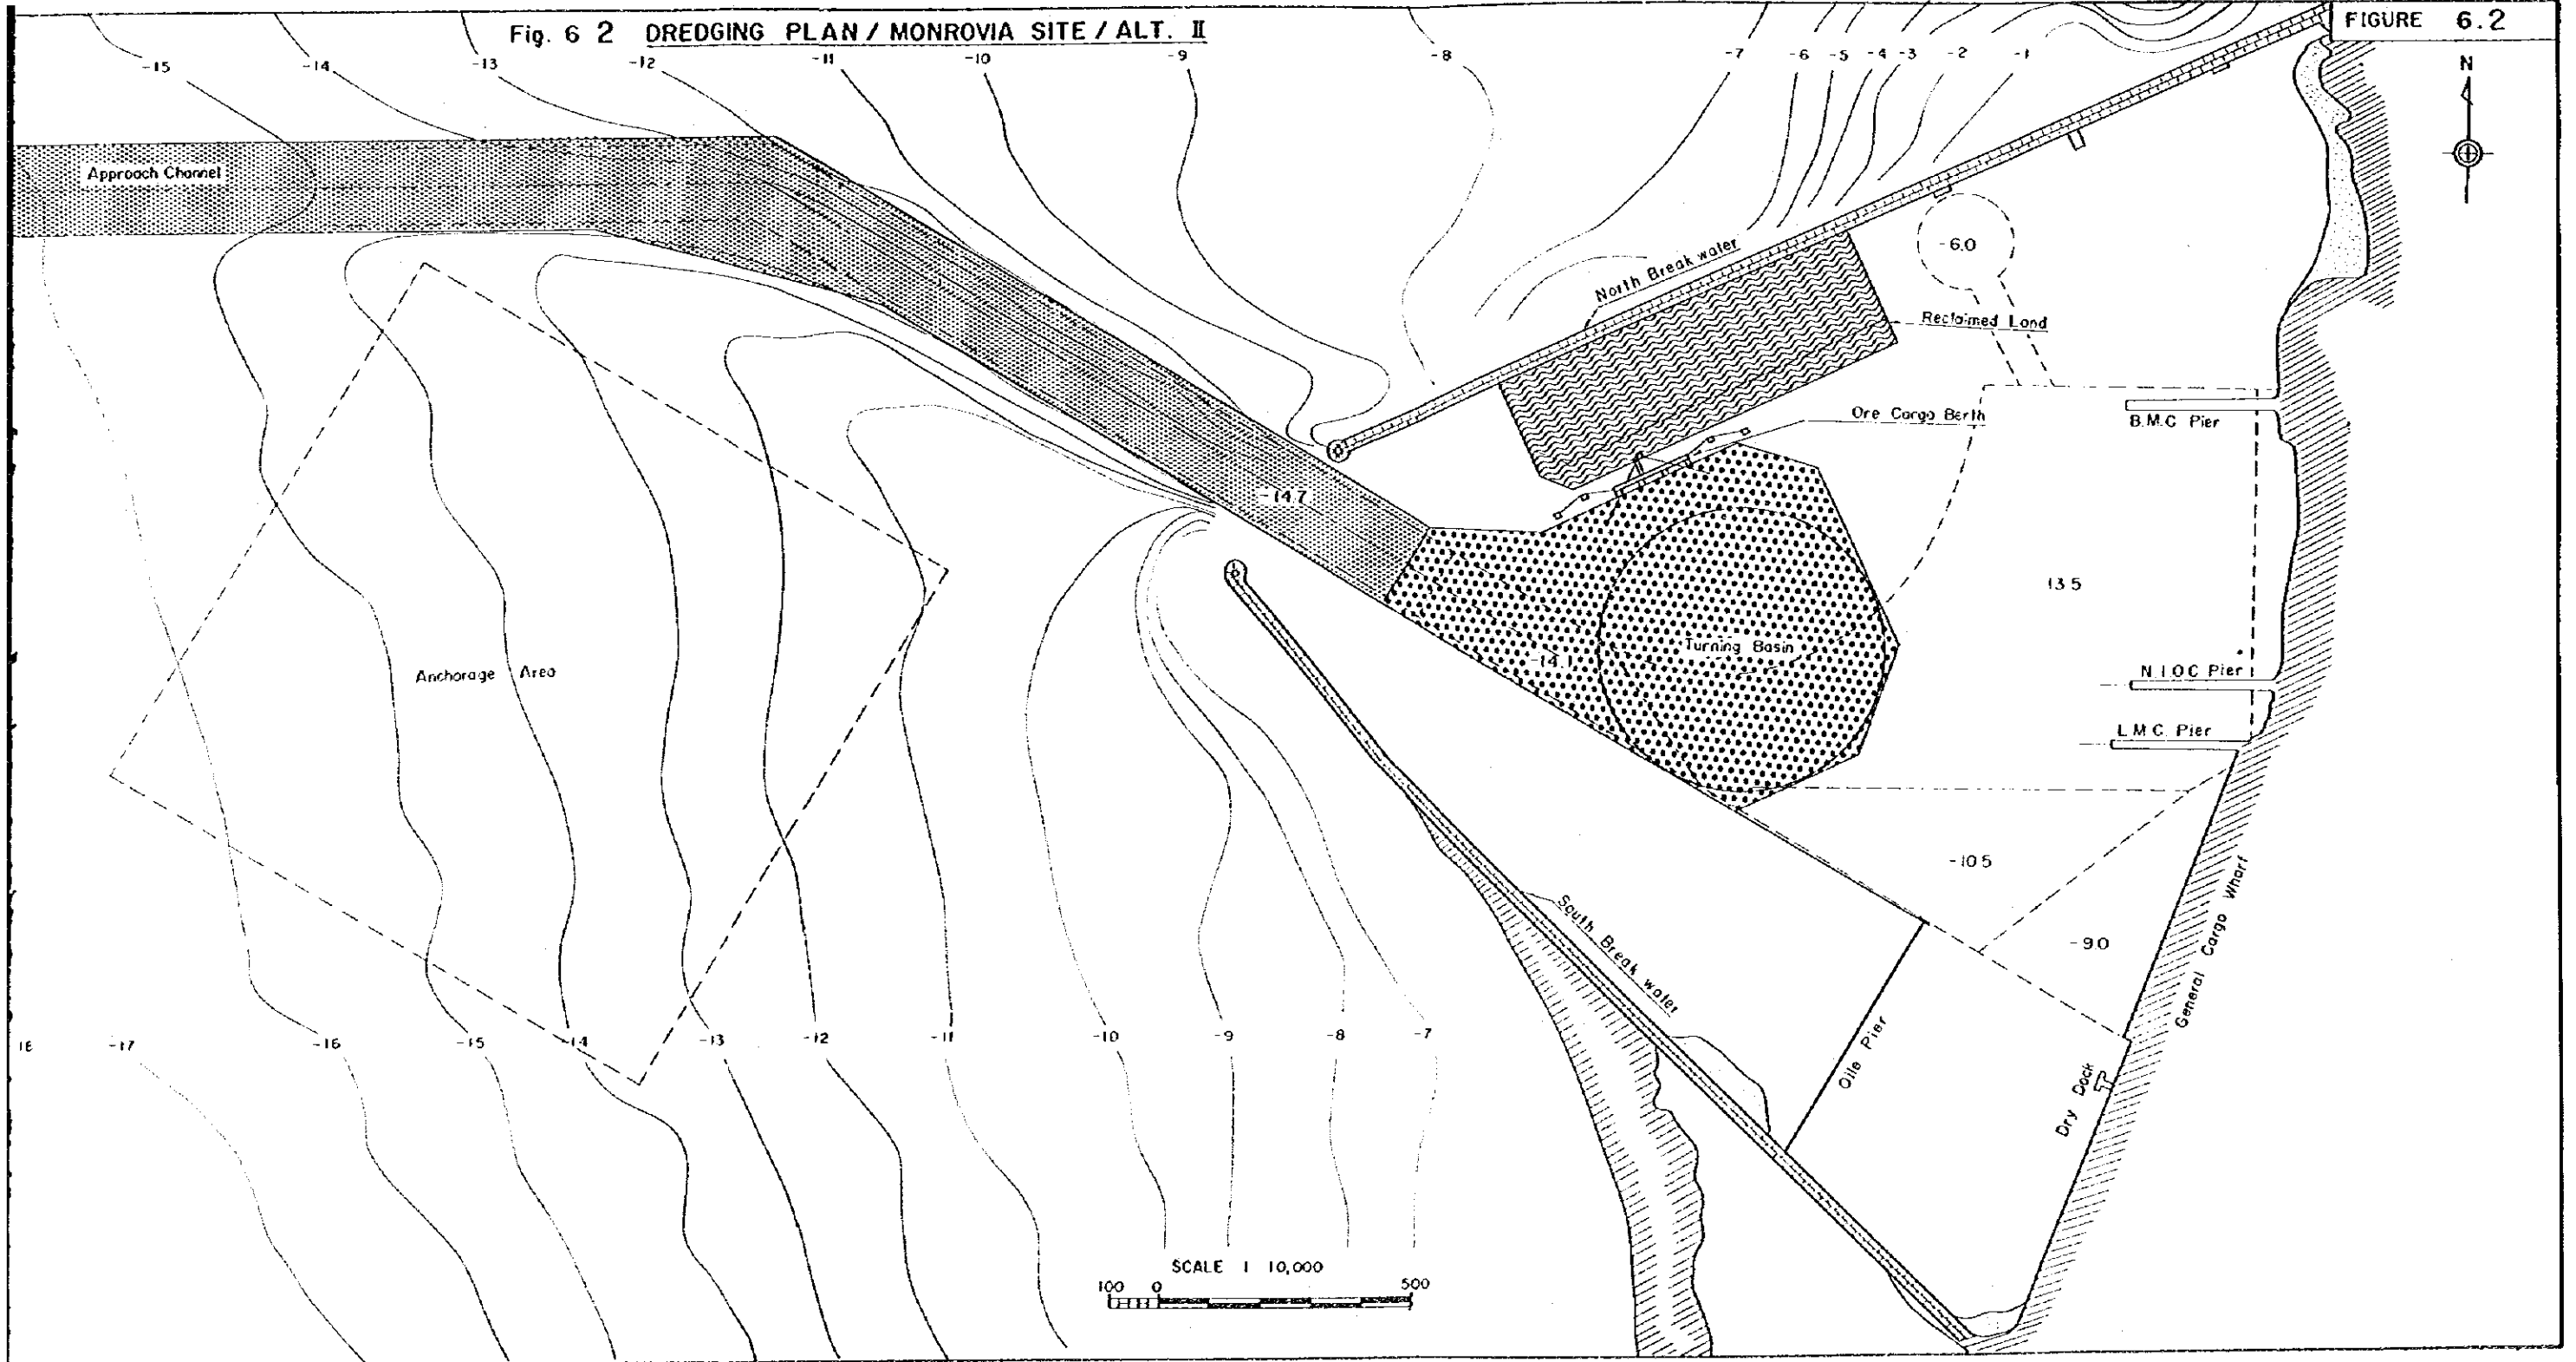 Fig. 6 2 DREDGING PLAN / MONROVIA SITE / ALT. II
FIGURE 6.2
N
-15 -14 -13 -12 -11 -10 -9 -8 -7 -6 -5 -4 -3 -2 -1
Approach Channel
North Break water
-6.0
Reclaimed Land
Ore Cargo Berth
B.M.C Pier
-14.7
13.5
Turning Basin
-14.1
Anchorage Area
N.I.O.C Pier
L.M.C. Pier
-10.5
-9.0
General Cargo Wharf
South Break water
Oile Pier
Dry Dock
18 -17 -16 -15 -14 -13 -12 -11 -10 -9 -8 -7
SCALE 1 10,000
100 0 500